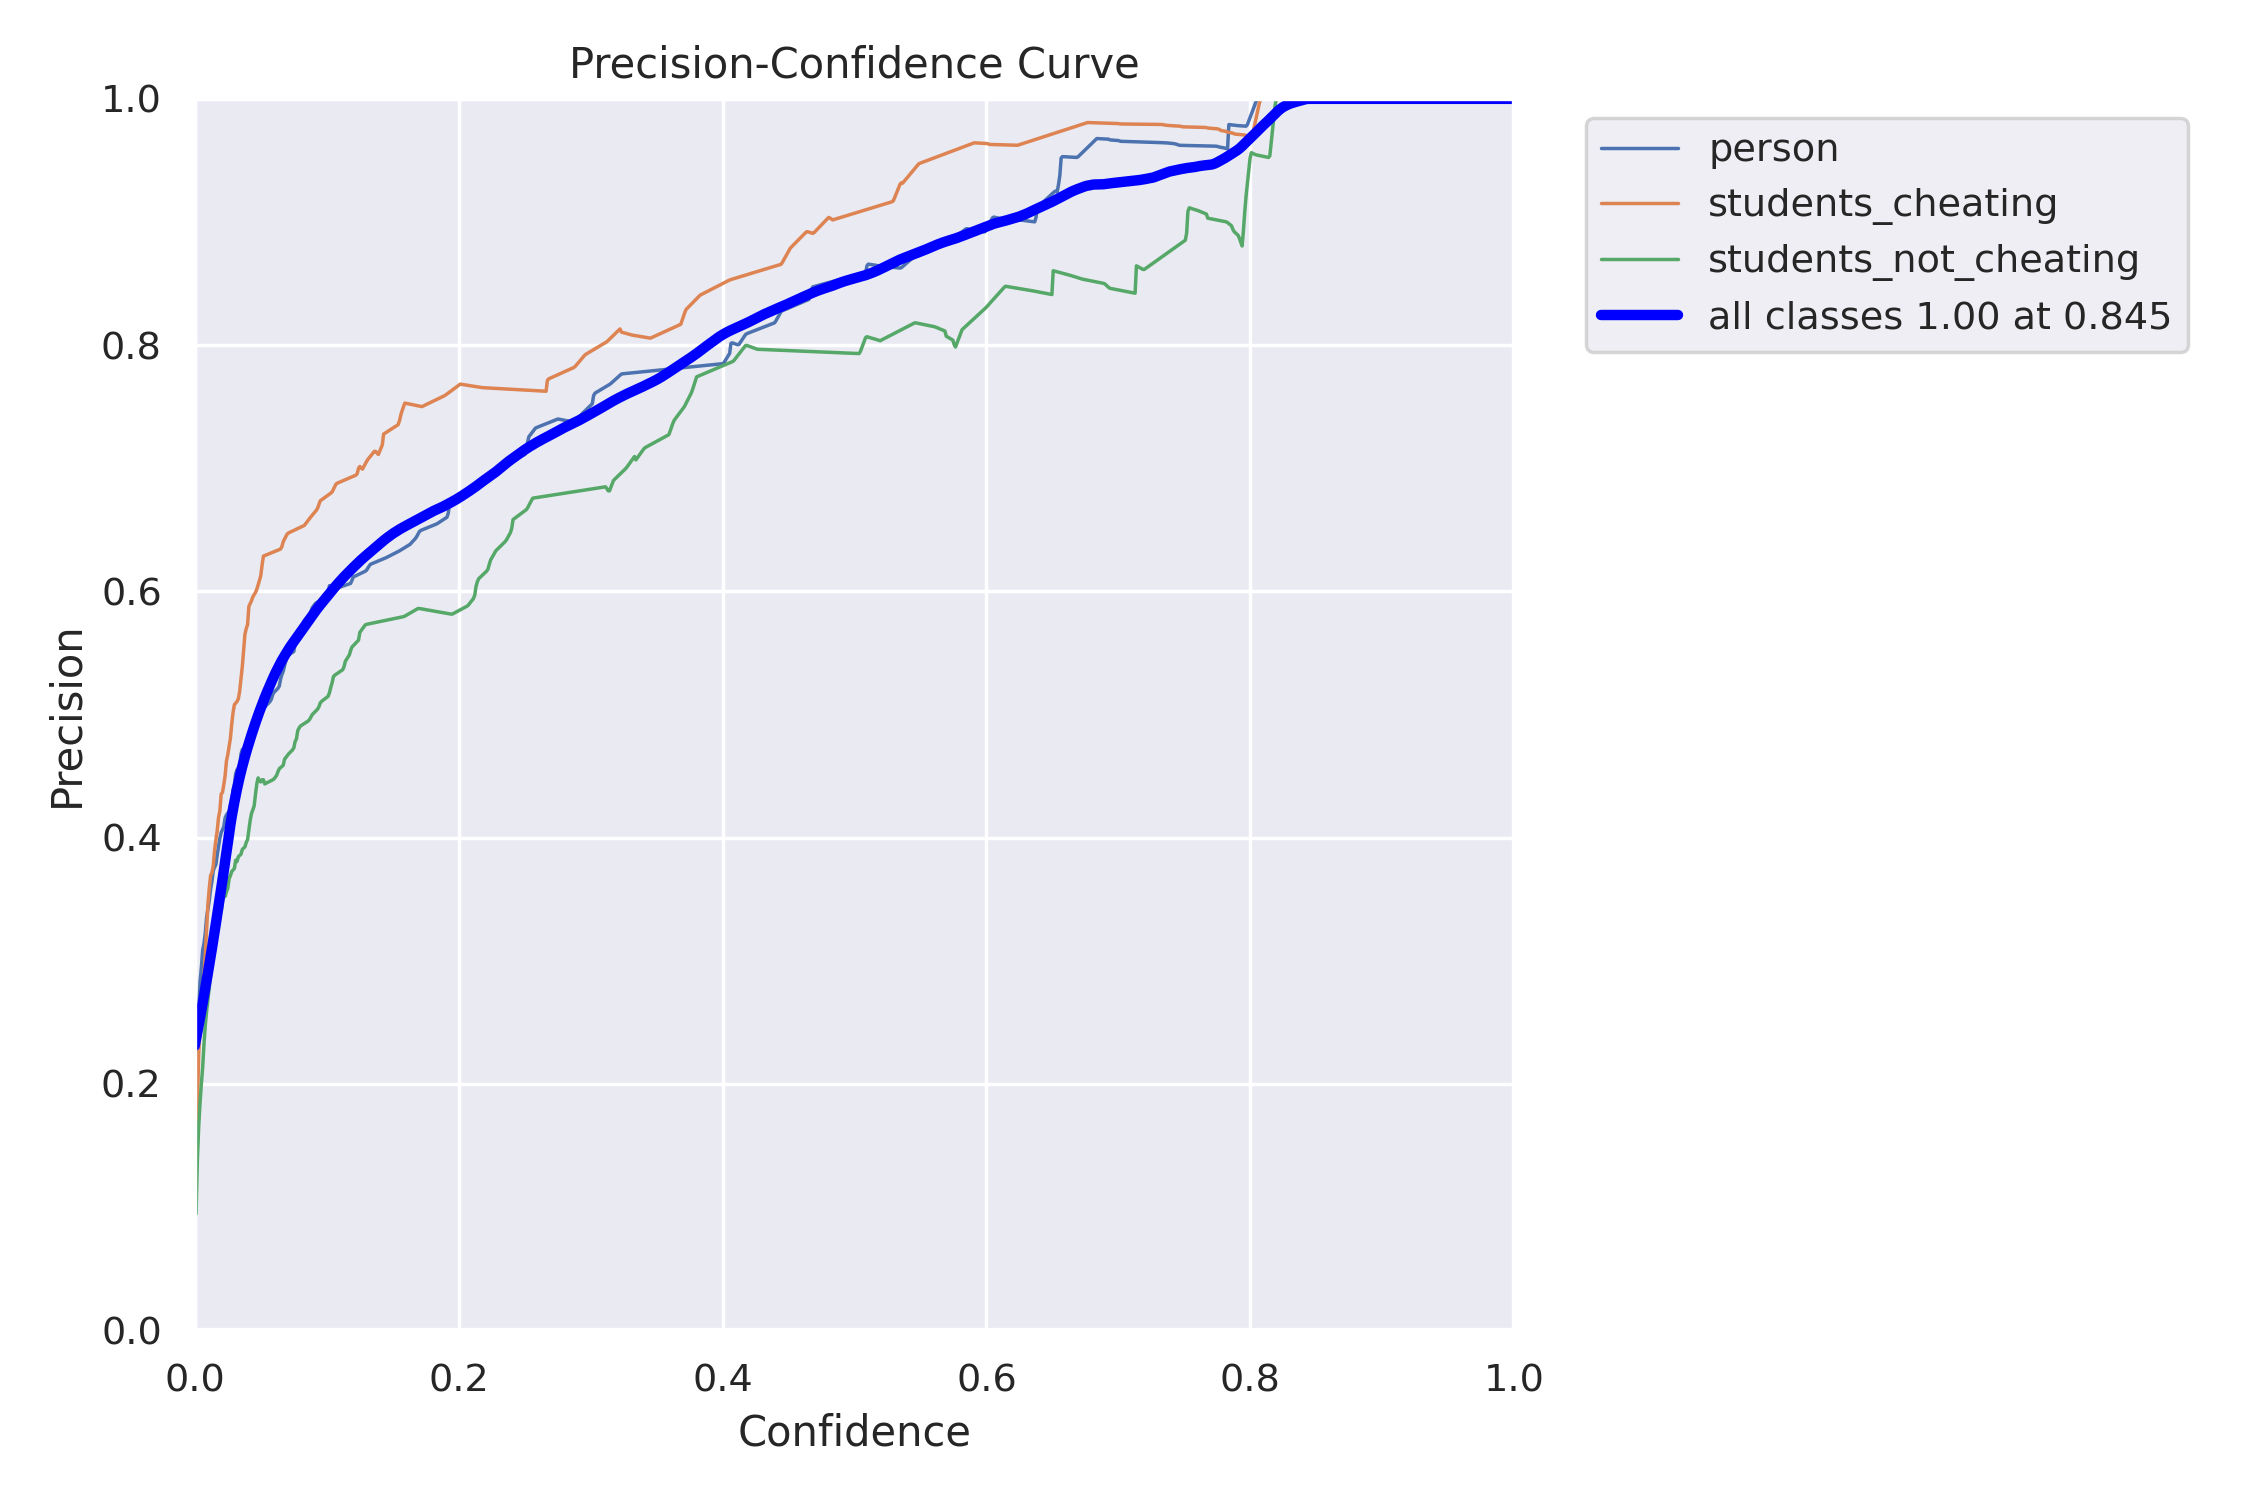 Precision-Confidence Curve
1.0
0.8
0.6
0.4
0.2
0.0
Precision
0.0 0.2 0.4 0.6 0.8 1.0
Confidence
person
students_cheating
students_not_cheating
all classes 1.00 at 0.845